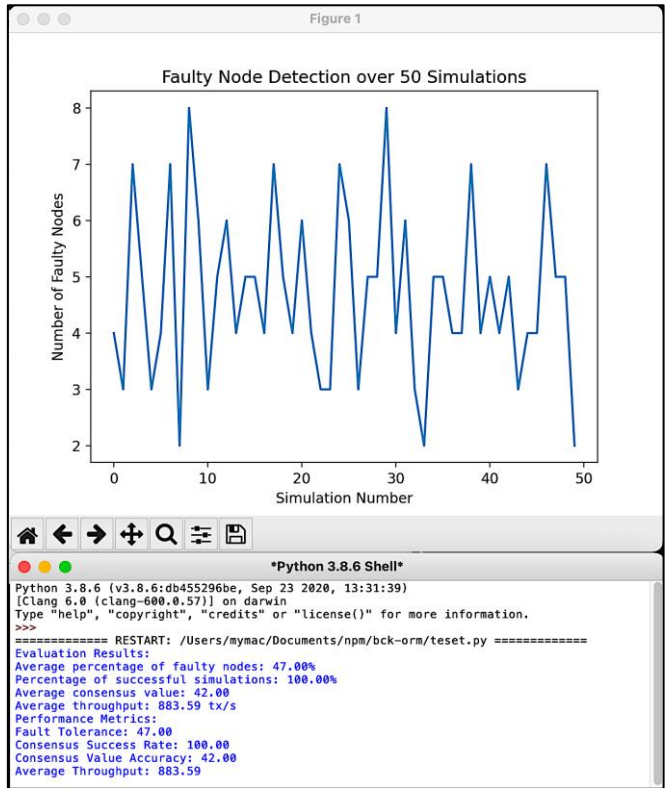 Figure 1
Faulty Node Detection over 50 Simulations
8
7
6
5
4
3
2
Number of Faulty Nodes
0 10 20 30 40 50
Simulation Number
*Python 3.8.6 Shell*
Python 3.8.6 (v3.8.6:db455296be, Sep 23 2020, 13:31:39)
[Clang 6.0 (clang-600.0.57)] on darwin
Type "help", "copyright", "credits" or "license()" for more information.
>>>
============= RESTART: /Users/mymac/Documents/npm/bck-orm/teset.py =============
Evaluation Results:
Average percentage of faulty nodes: 47.00%
Percentage of successful simulations: 100.00%
Average consensus value: 42.00
Average throughput: 883.59 tx/s
Performance Metrics:
Fault Tolerance: 47.00
Consensus Success Rate: 100.00
Consensus Value Accuracy: 42.00
Average Throughput: 883.59